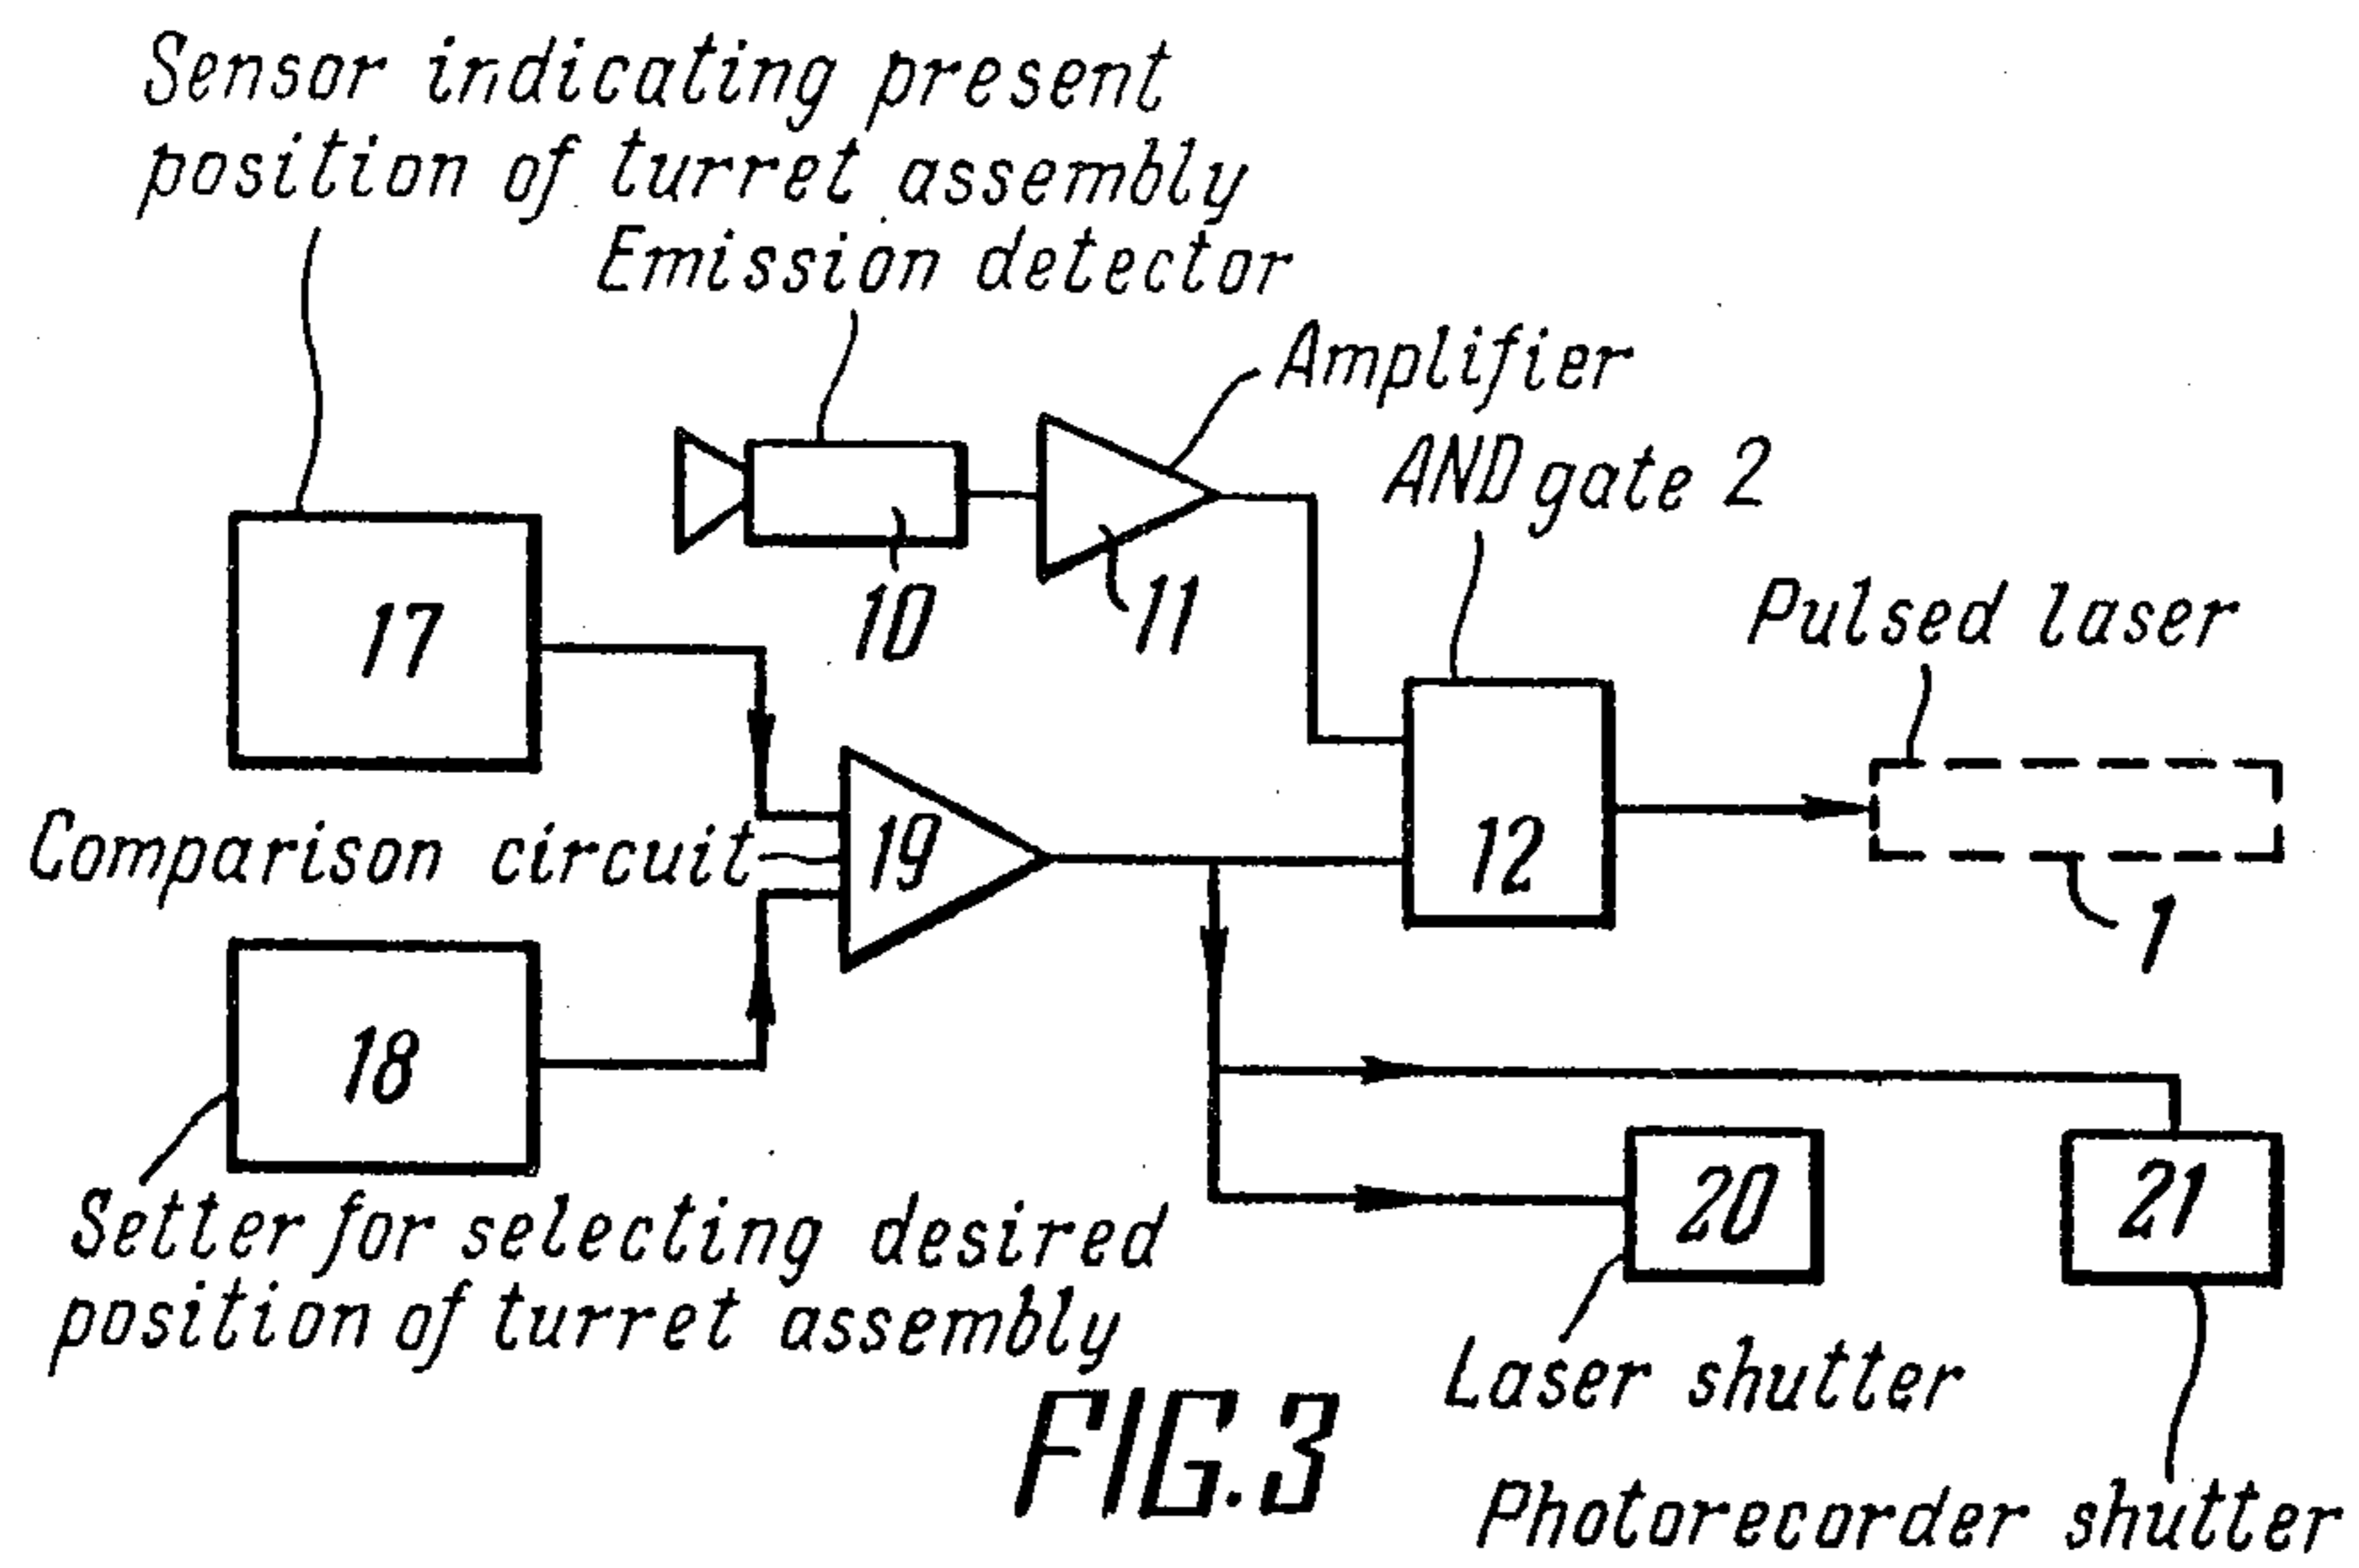 Sensor indicating present
position of turret assembly
Emission detector
Amplifier
AND gate 2
10
11
17
Pulsed laser
Comparison circuit
19
12
1
18
Setter for selecting desired
position of turret assembly
20
21
Laser shutter
FIG.3
Photorecorder shutter